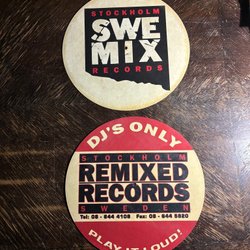 STOCKHOLM
SWE
MIX
RECORDS
DJ'S ONLY
STOCKHOLM
REMIXED
RECORDS
SWEDEN
Tel: 08 - 644 4108 Fax: 08 - 644 5820
PLAY IT LOUD!